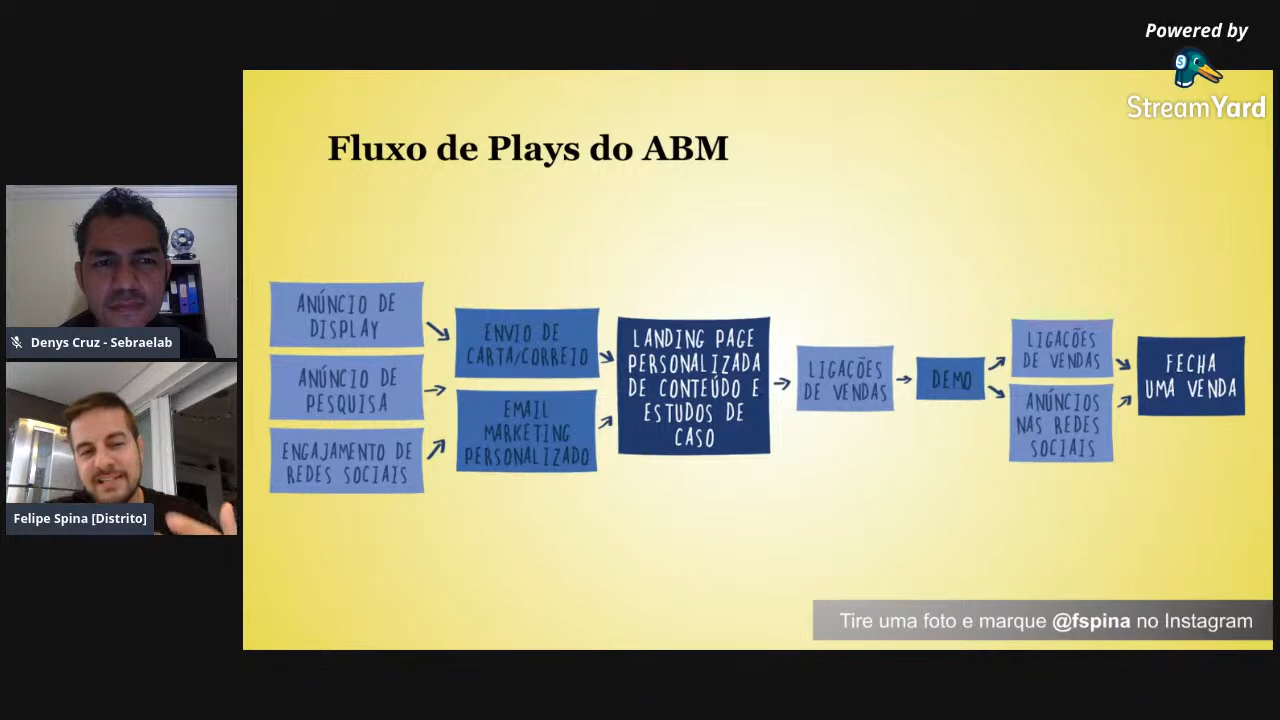 Powered by
StreamYard
Fluxo de Plays do ABM
ANÚNCIO DE
DISPLAY
ANÚNCIO DE
PESQUISA
ENGAJAMENTO DE
REDES SOCIAIS
ENVIO DE
CARTA/CORREIO
EMAIL
MARKETING
PERSONALIZADO
LANDING PAGE
PERSONALIZADA
DE CONTEÚDO E
ESTUDOS DE
CASO
LIGAÇÕES
DE VENDAS
DEMO
LIGAÇÕES
DE VENDAS
ANÚNCIOS
NAS REDES
SOCIAIS
FECHA
UMA VENDA
Denys Cruz - Sebraelab
Felipe Spina [Distrito]
Tire uma foto e marque @fspina no Instagram